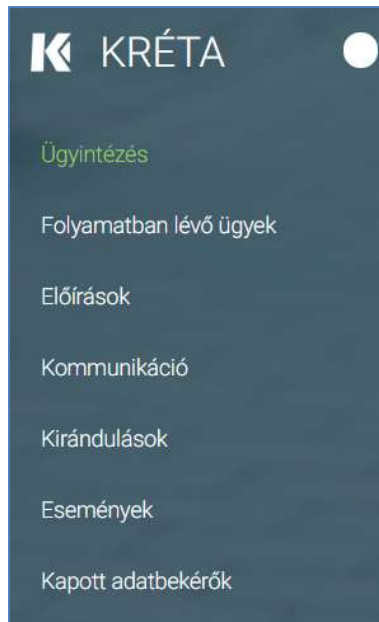 KRÉTA
Ügyintézés
Folyamatban lévő ügyek
Előírások
Kommunikáció
Kirándulások
Események
Kapott adatbekérők